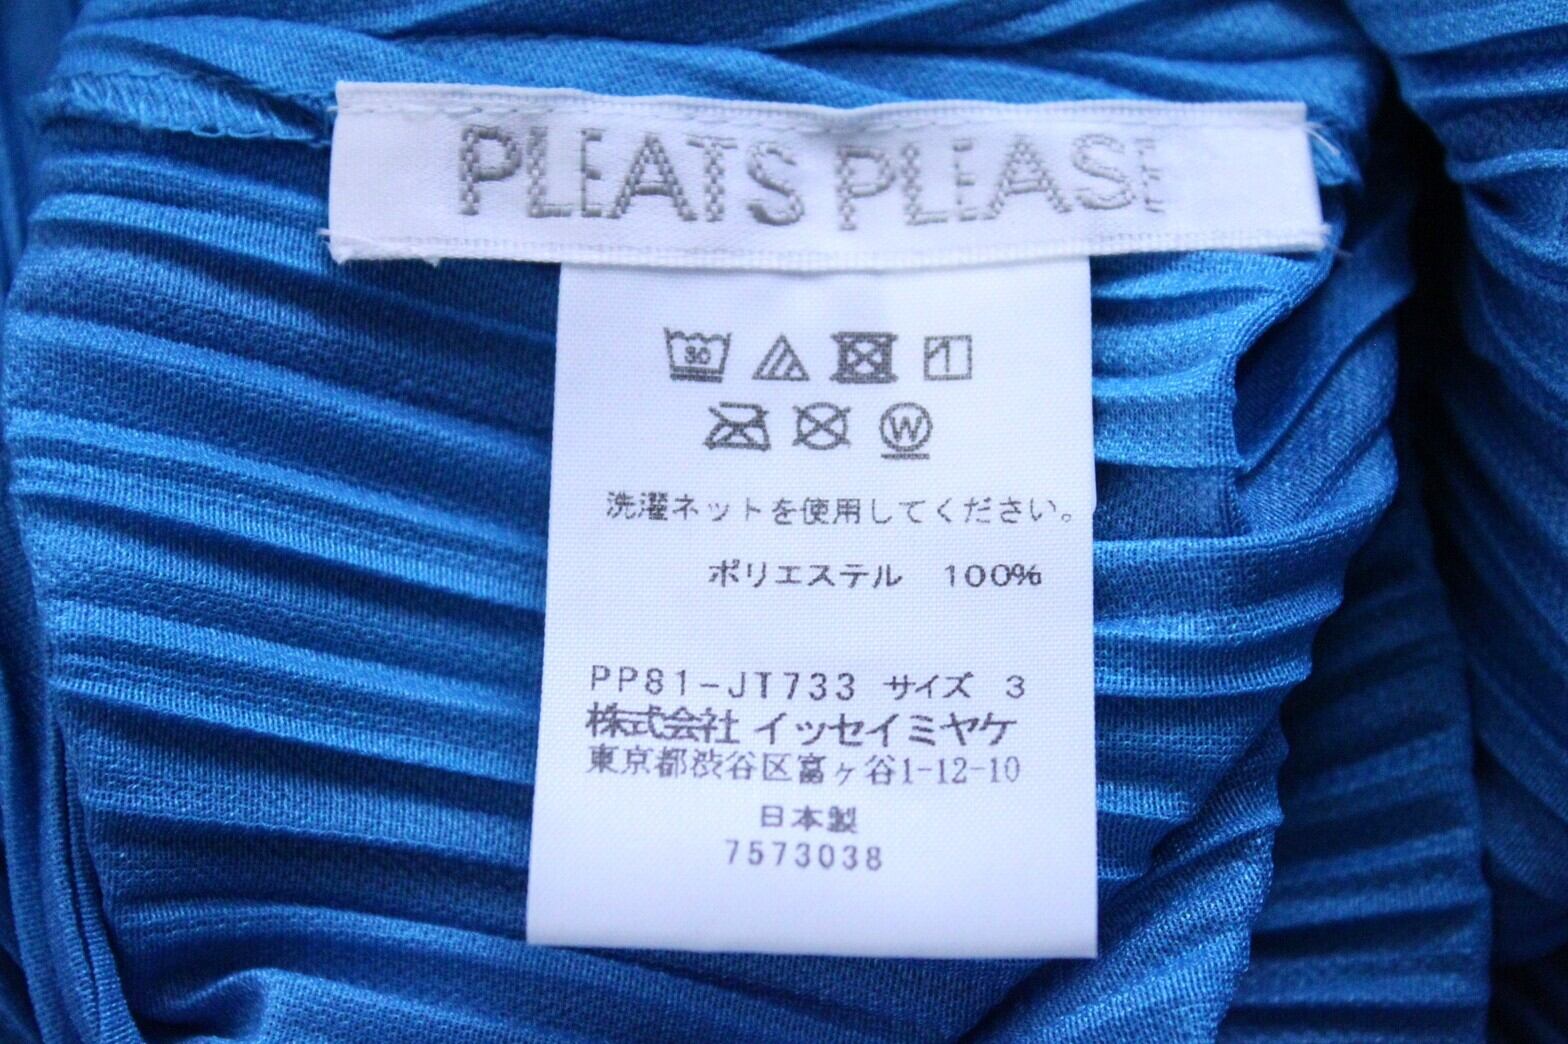 PLEATS PLEASE
30
1
W
洗濯ネットを使用してください。
ポリエステル 100%
PP81-JT733 サイズ 3
株式会社 イッセイミヤケ
東京都渋谷区富ヶ谷1-12-10
日本製
7573038